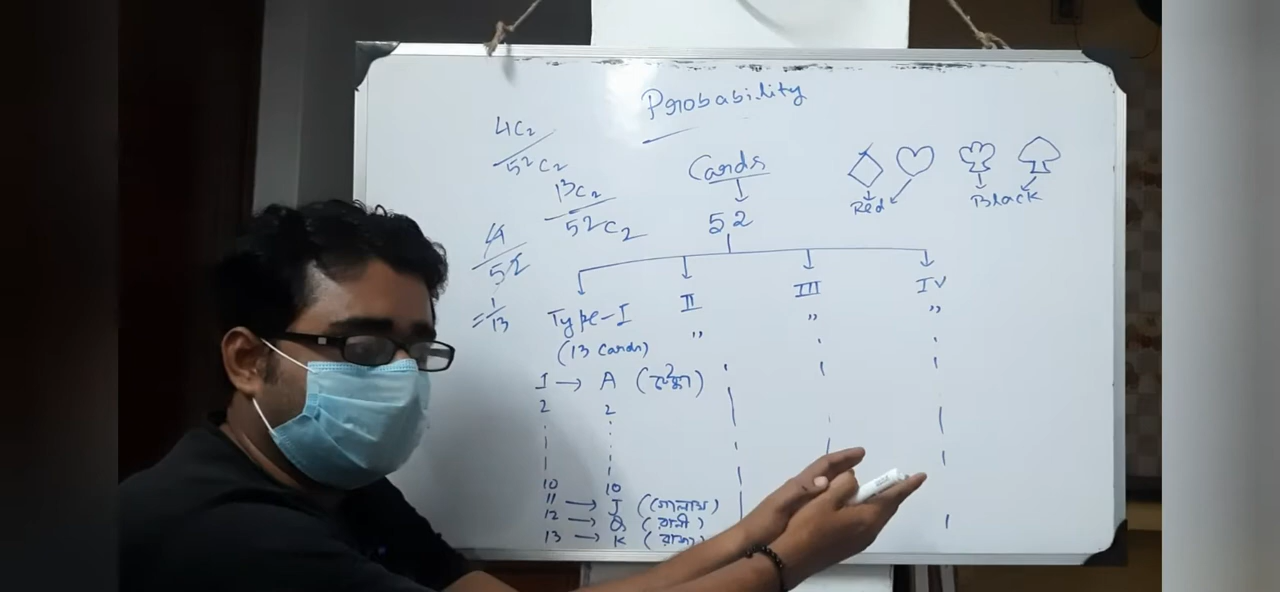 Probability
4C2
52C2
13C2
52C2
4
52
= 1/13
Cards
52
Red
Black
Type-I II III IV
(13 Cards) " " "
1 → A (টেক্কা)
2 2
10 10
11 → J (গোলাম)
12 → Q (রানী)
13 → K (রাজা)